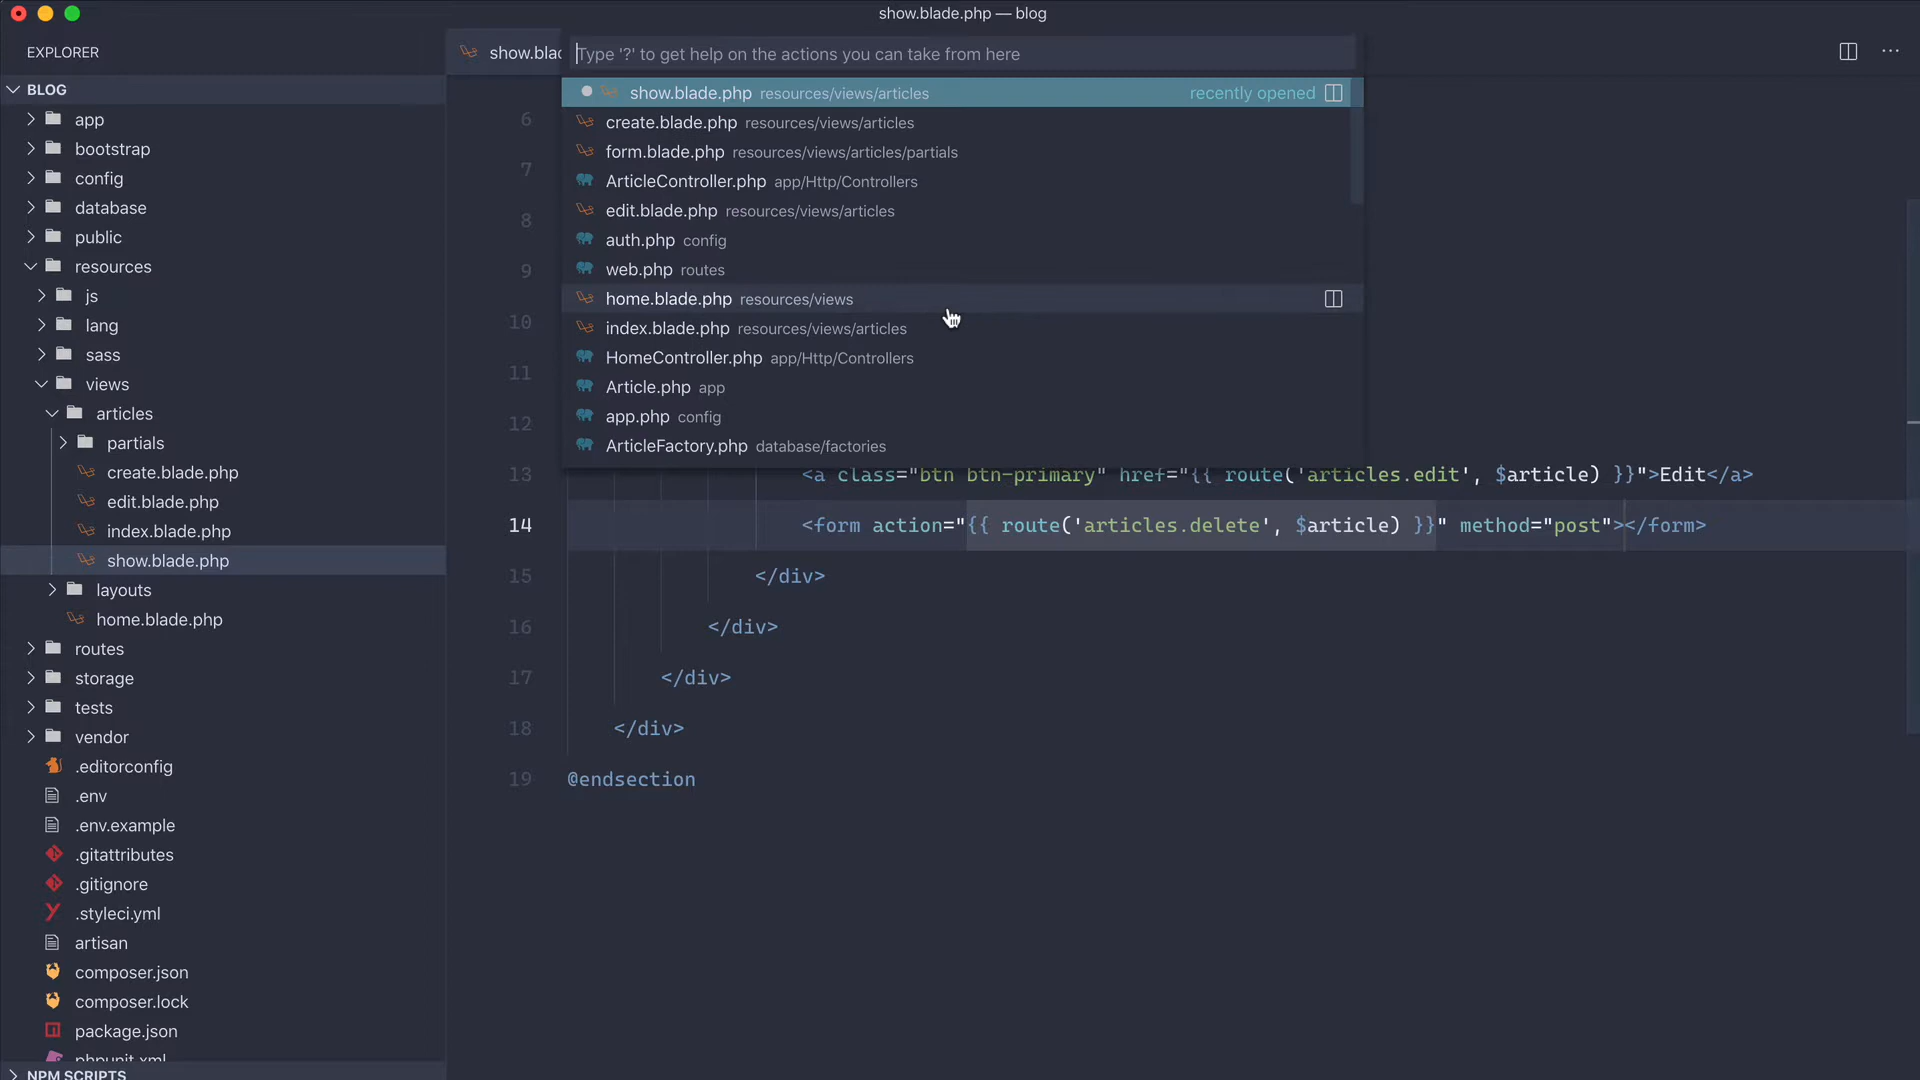 show.blade.php — blog
EXPLORER
BLOG
app
bootstrap
config
database
public
resources
js
lang
sass
views
articles
partials
create.blade.php
edit.blade.php
index.blade.php
show.blade.php
layouts
home.blade.php
routes
storage
tests
vendor
.editorconfig
.env
.env.example
.gitattributes
.gitignore
.styleci.yml
artisan
composer.json
composer.lock
package.json
phpunit.xml
NPM SCRIPTS
show.blac
Type '?' to get help on the actions you can take from here
show.blade.php resources/views/articles recently opened
create.blade.php resources/views/articles
form.blade.php resources/views/articles/partials
ArticleController.php app/Http/Controllers
edit.blade.php resources/views/articles
auth.php config
web.php routes
home.blade.php resources/views
index.blade.php resources/views/articles
HomeController.php app/Http/Controllers
Article.php app
app.php config
ArticleFactory.php database/factories
6
7
8
9
10
11
12
13 <a class="btn btn-primary" href="{{ route('articles.edit', $article) }}">Edit</a>
14 <form action="{{ route('articles.delete', $article) }}" method="post"></form>
15 </div>
16 </div>
17 </div>
18 </div>
19 @endsection